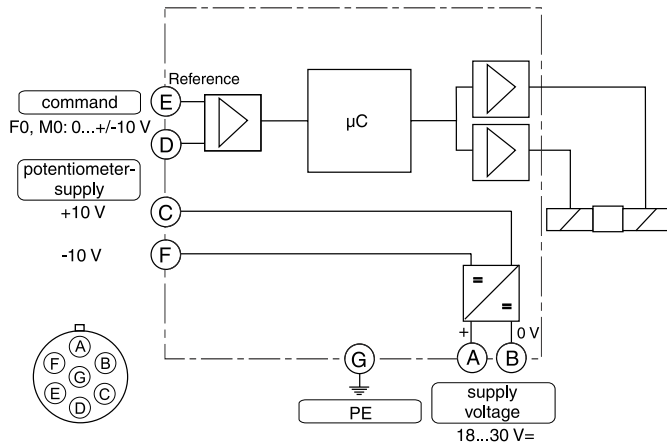 Reference
command
E
F0, M0: 0...+/-10 V
D
µC
potentiometer-
supply
C
+10 V
F
-10 V
=
=
+
0 V
G
A
B
PE
supply
voltage
18...30 V=
A
F
B
G
E
C
D